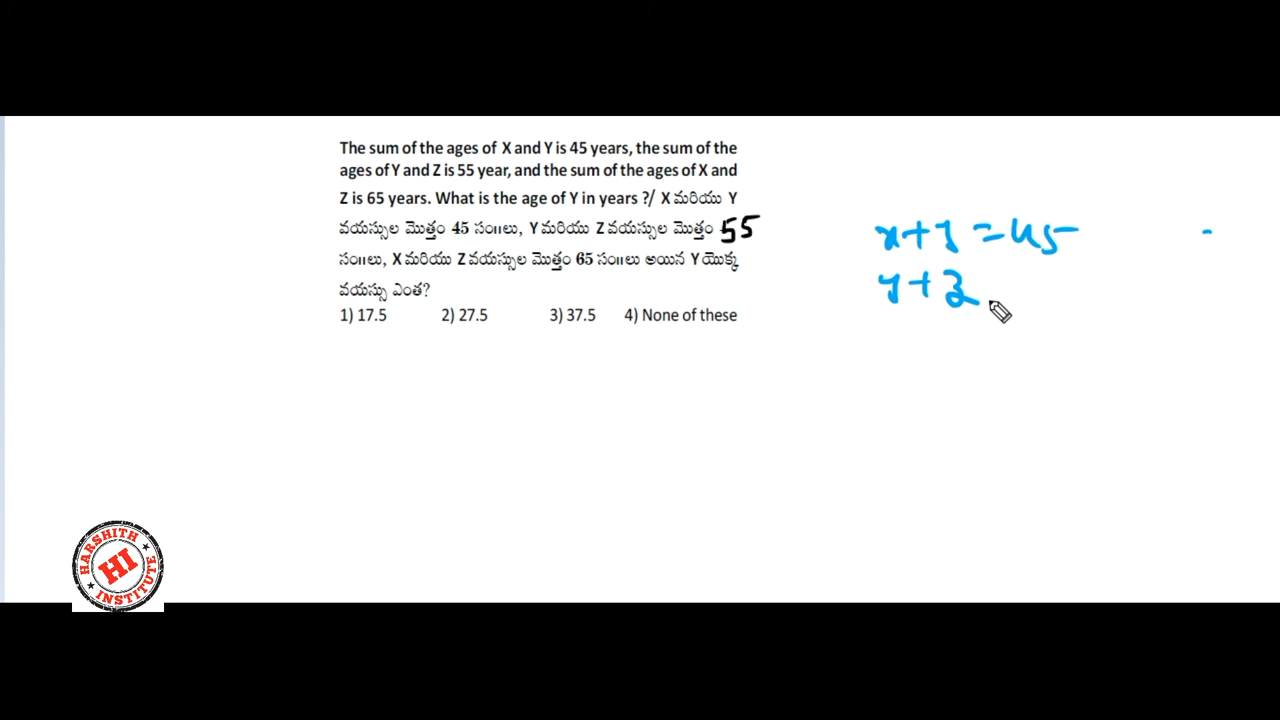 The sum of the ages of X and Y is 45 years, the sum of the
ages of Y and Z is 55 year, and the sum of the ages of X and
Z is 65 years. What is the age of Y in years ?/ X మరియు Y
వయస్సుల మొత్తం 45 సం॥లు, Y మరియు Z వయస్సుల మొత్తం 55
సం॥లు, X మరియు Z వయస్సుల మొత్తం 65 సం॥లు అయిన Y యొక్క
వయస్సు ఎంత?
1) 17.5 2) 27.5 3) 37.5 4) None of these
x+y=45
y+z
HARSHITH
HI
INSTITUTE